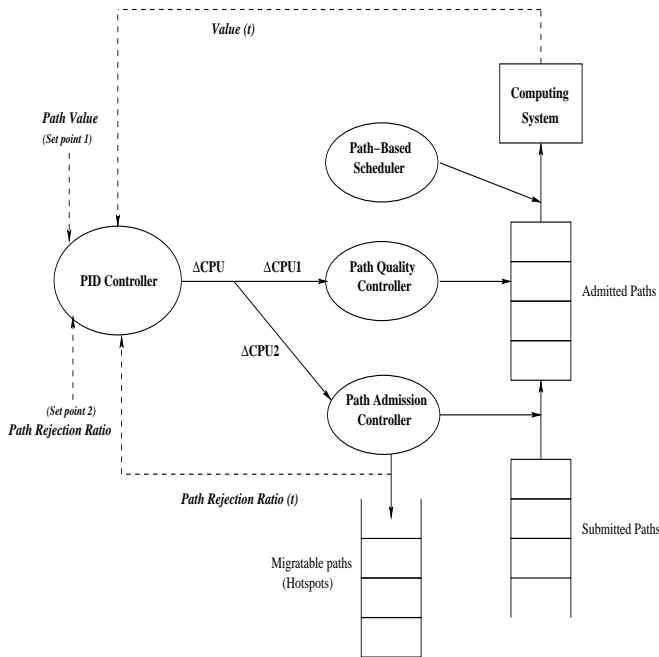 Value (t)
Computing
System
Path Value
(Set point 1)
Path–Based
Scheduler
PID Controller
ΔCPU
ΔCPU1
Path Quality
Controller
Admitted Paths
ΔCPU2
Path Admission
Controller
(Set point 2)
Path Rejection Ratio
Path Rejection Ratio (t)
Submitted Paths
Migratable paths
(Hotspots)